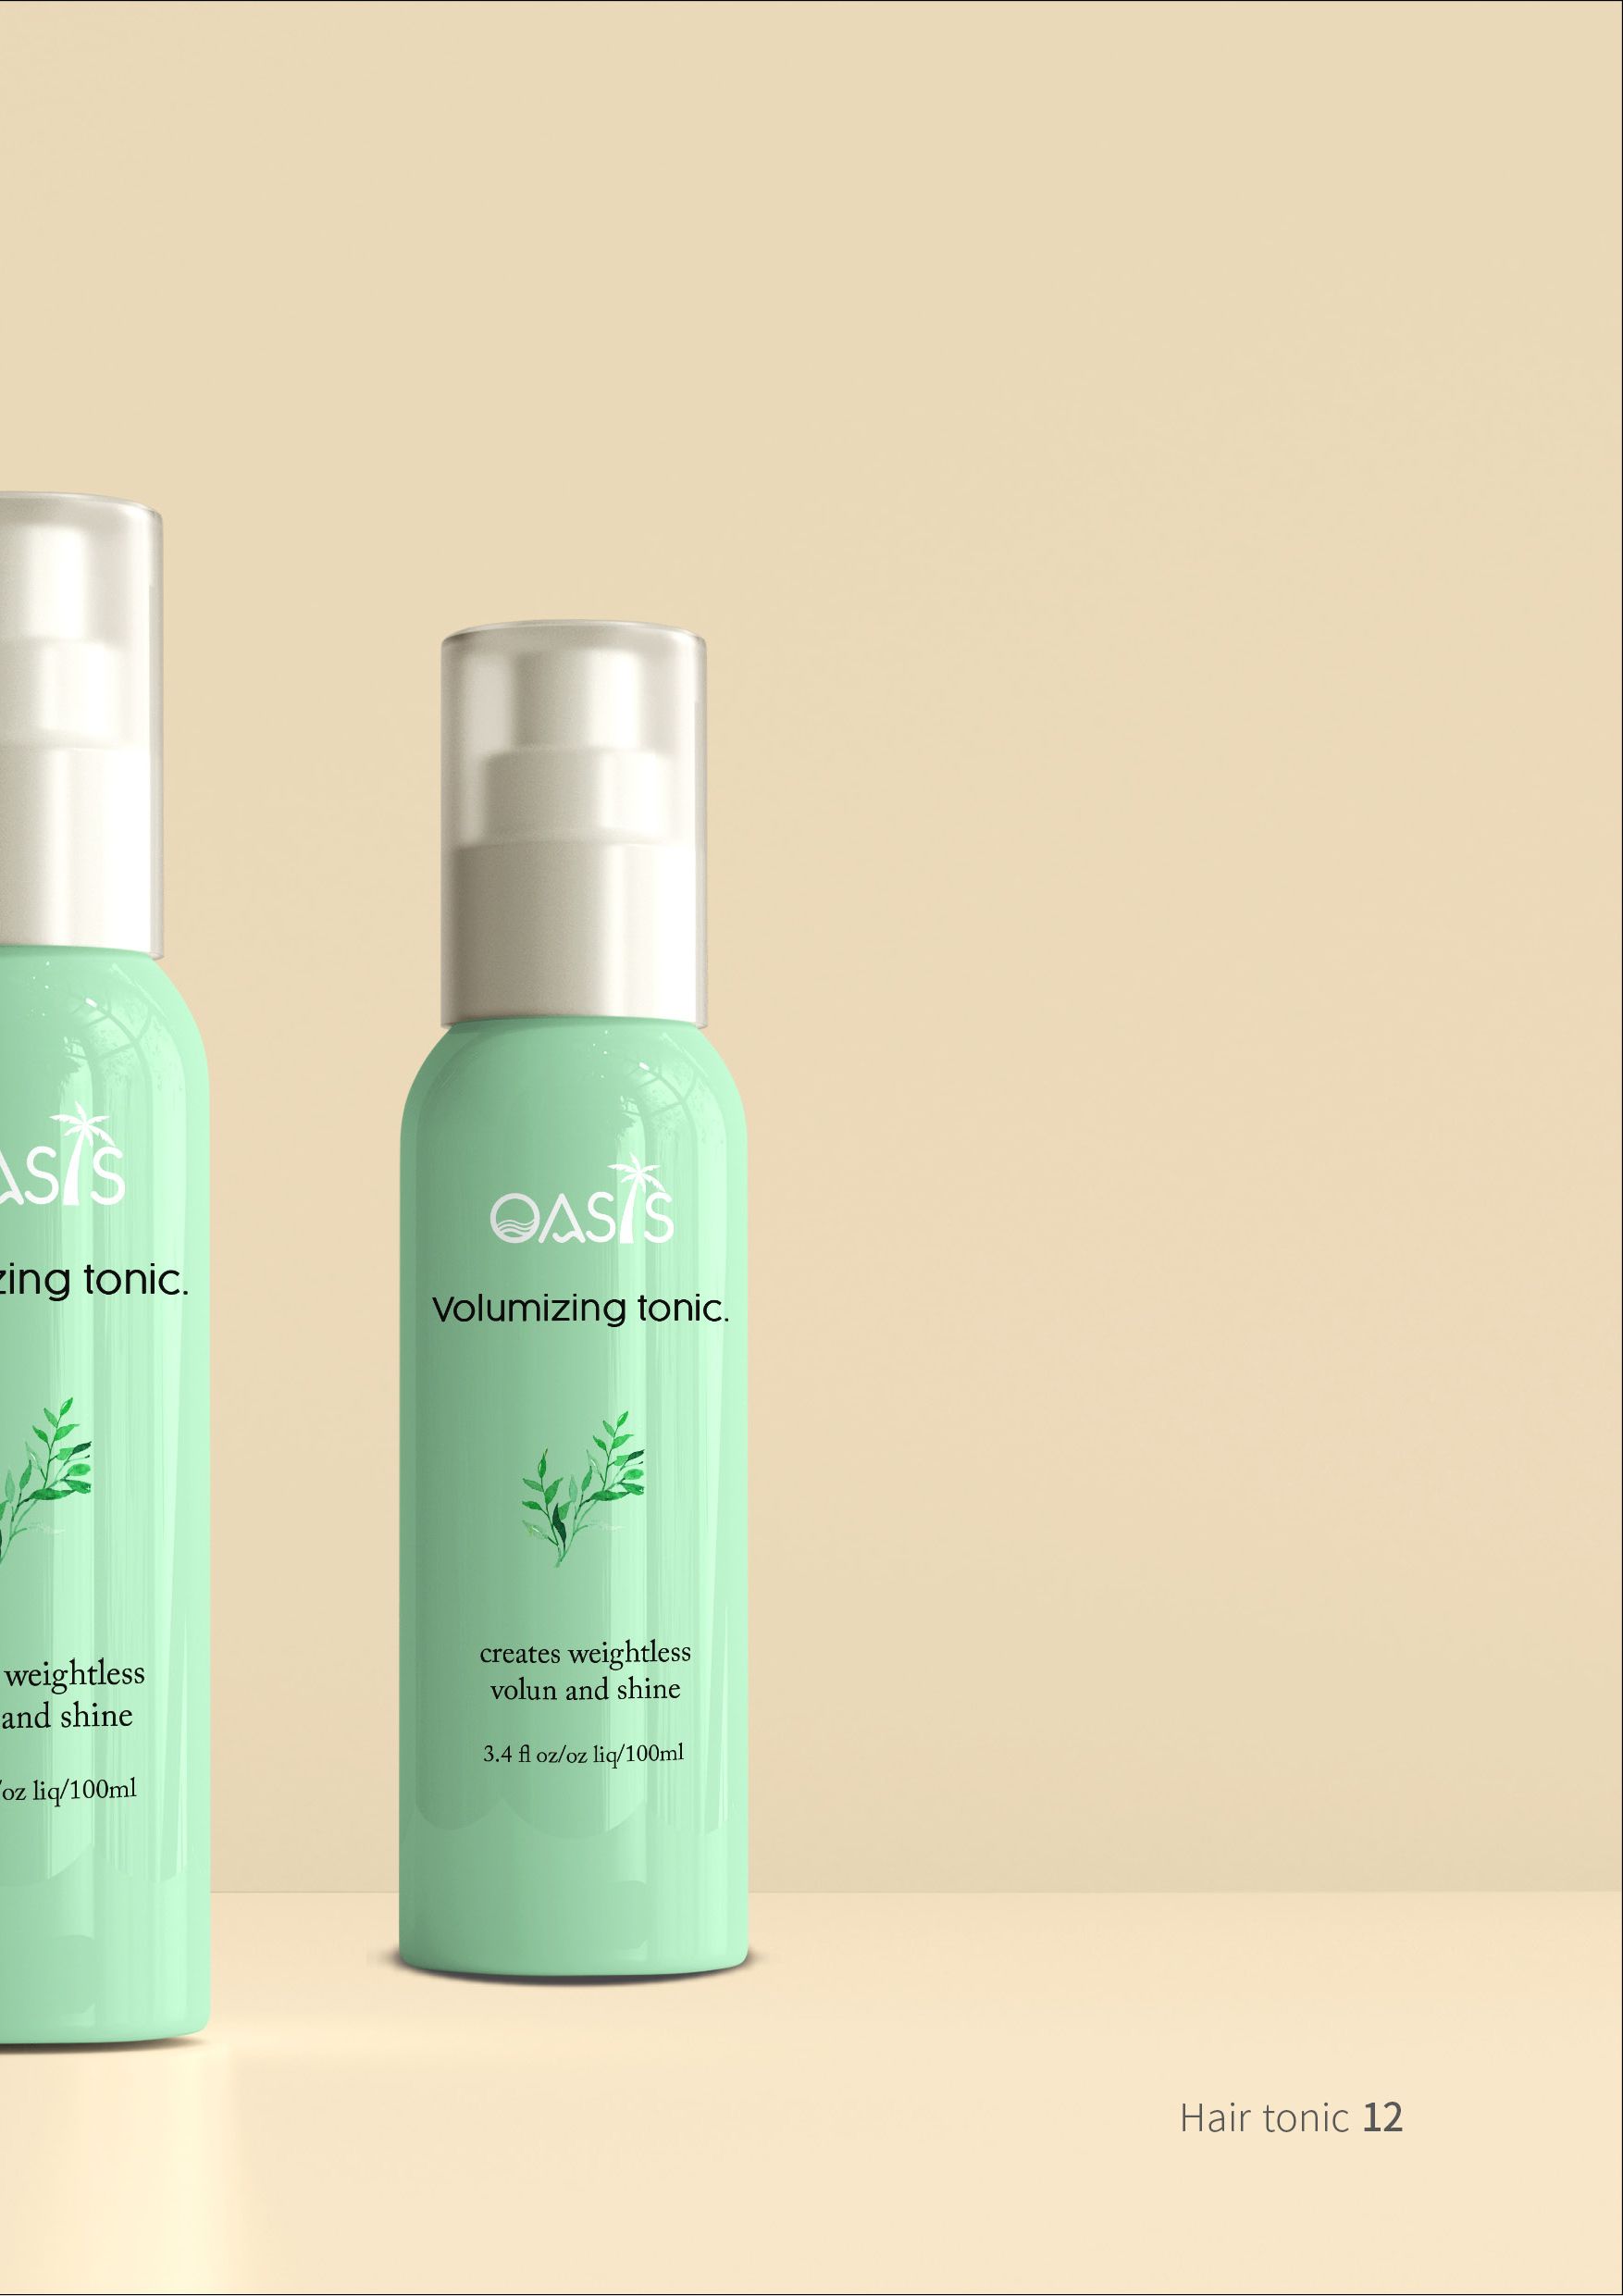 OASIS
Volumizing tonic.
creates weightless
volun and shine
3.4 fl oz/oz liq/100ml
ASIS
zing tonic.
weightless
and shine
/oz liq/100ml
Hair tonic 12